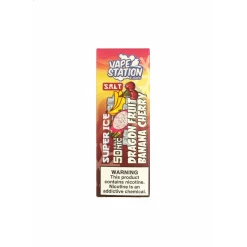 VAPE
STATION
SALT
SUPER ICE
50 MG
DRAGON FRUIT
BANANA CHERRY
WARNING
This product
contains nicotine.
Nicotine is an
addictive chemical.